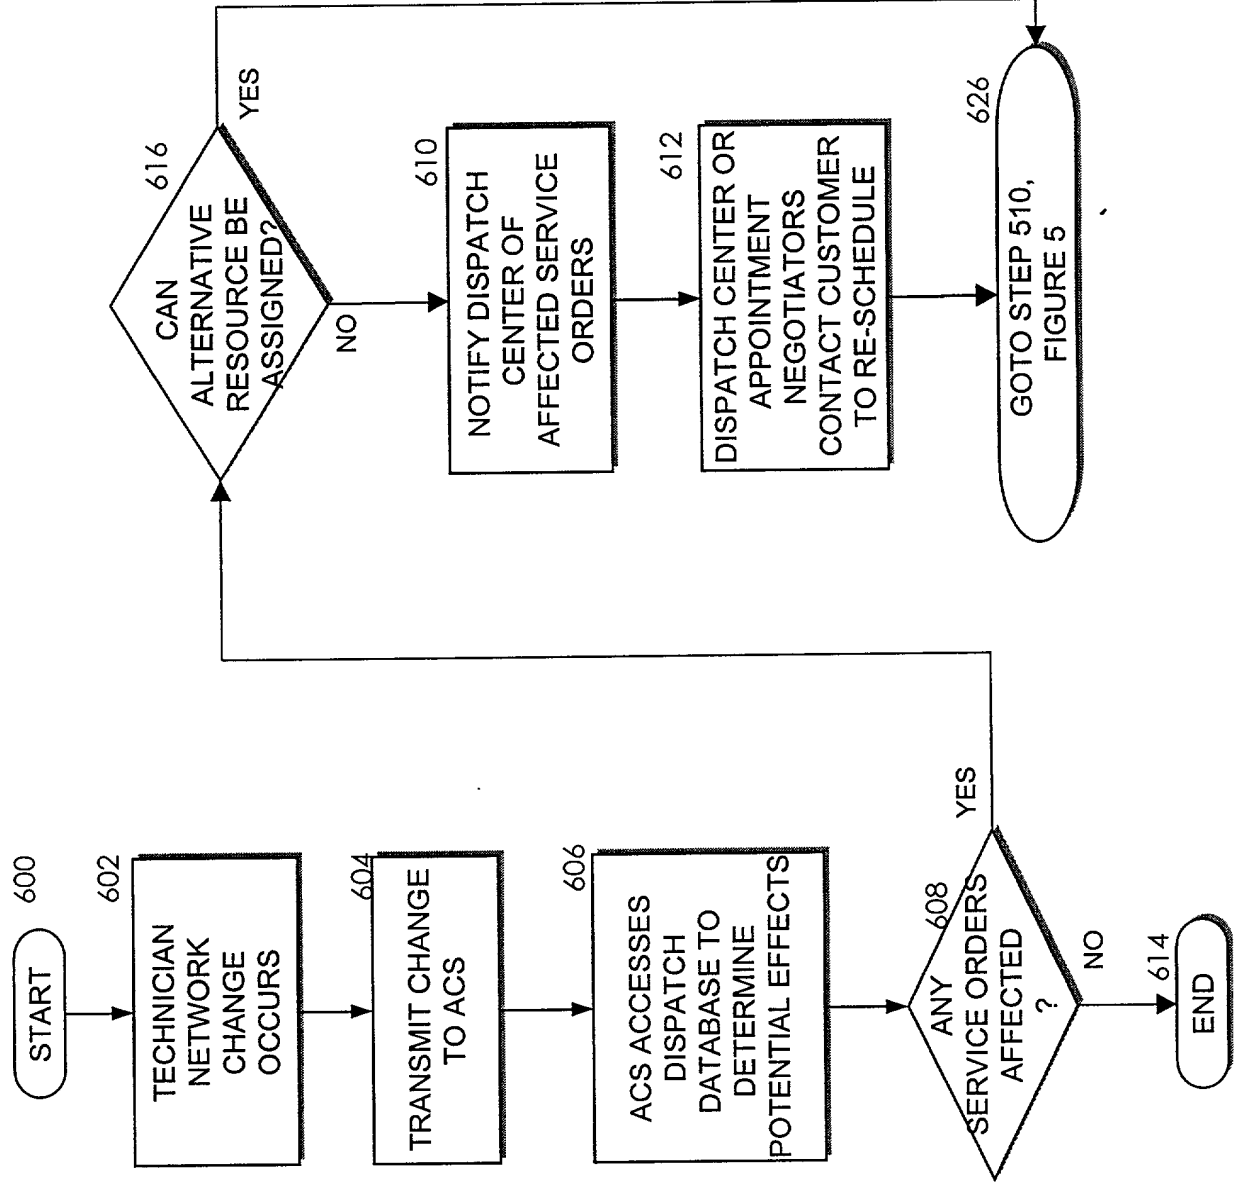 START
600
602
TECHNICIAN
NETWORK
CHANGE
OCCURS
604
TRANSMIT CHANGE
TO ACS
606
ACS ACCESSES
DISPATCH
DATABASE TO
DETERMINE
POTENTIAL EFFECTS
608
ANY
SERVICE ORDERS
AFFECTED
?
YES
NO
614
END
616
CAN
ALTERNATIVE
RESOURCE BE
ASSIGNED?
YES
NO
610
NOTIFY DISPATCH
CENTER OF
AFFECTED SERVICE
ORDERS
612
DISPATCH CENTER OR
APPOINTMENT
NEGOTIATORS
CONTACT CUSTOMER
TO RE-SCHEDULE
626
GOTO STEP 510,
FIGURE 5